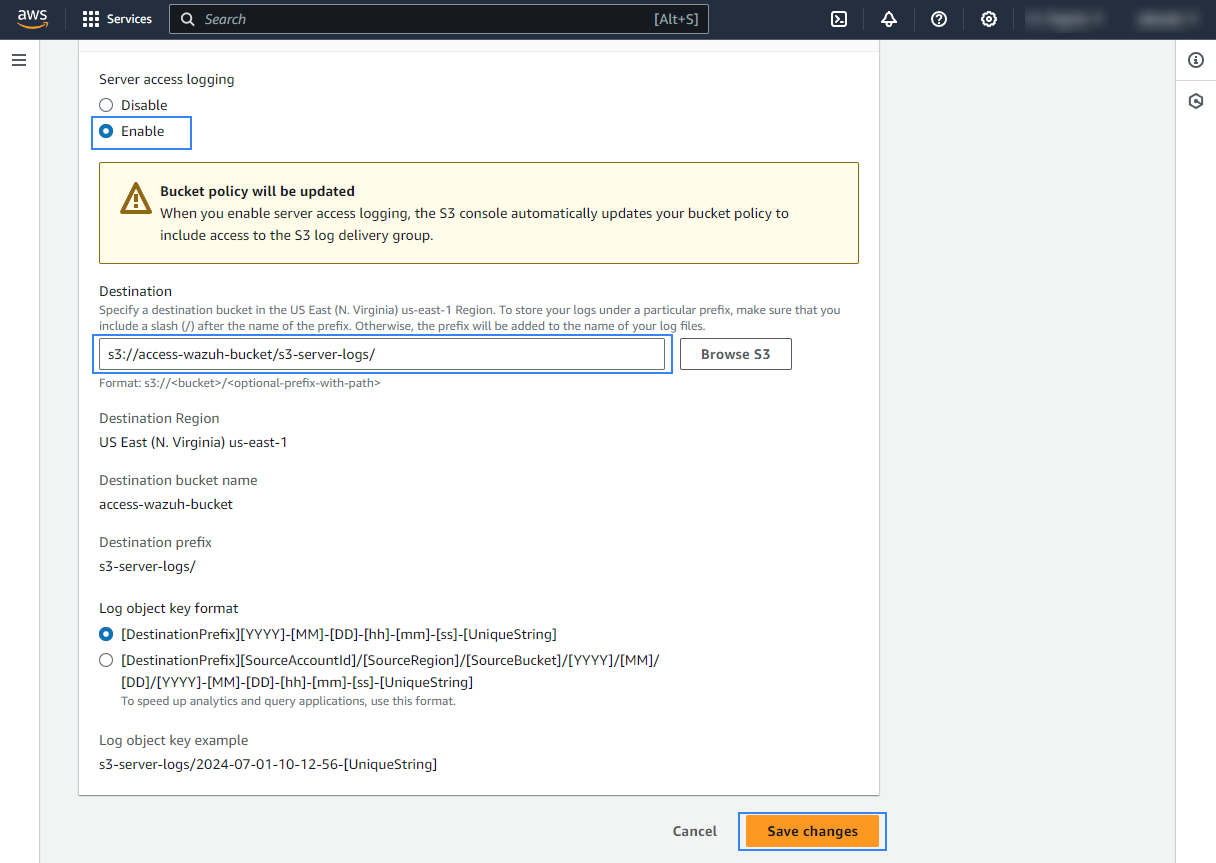 aws
Services
Search
[Alt+S]
Server access logging
Disable
Enable
Bucket policy will be updated
When you enable server access logging, the S3 console automatically updates your bucket policy to
include access to the S3 log delivery group.
Destination
Specify a destination bucket in the US East (N. Virginia) us-east-1 Region. To store your logs under a particular prefix, make sure that you
include a slash (/) after the name of the prefix. Otherwise, the prefix will be added to the name of your log files.
s3://access-wazuh-bucket/s3-server-logs/
Browse S3
Format: s3://<bucket>/<optional-prefix-with-path>
Destination Region
US East (N. Virginia) us-east-1
Destination bucket name
access-wazuh-bucket
Destination prefix
s3-server-logs/
Log object key format
[DestinationPrefix][YYYY]-[MM]-[DD]-[hh]-[mm]-[ss]-[UniqueString]
[DestinationPrefix][SourceAccountId]/[SourceRegion]/[SourceBucket]/[YYYY]/[MM]/
[DD]/[YYYY]-[MM]-[DD]-[hh]-[mm]-[ss]-[UniqueString]
To speed up analytics and query applications, use this format.
Log object key example
s3-server-logs/2024-07-01-10-12-56-[UniqueString]
Cancel
Save changes